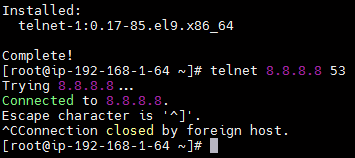 Installed:
telnet-1:0.17-85.el9.x86_64
Complete!
[root@ip-192-168-1-64 ~]# telnet 8.8.8.8 53
Trying 8.8.8.8...
Connected to 8.8.8.8.
Escape character is '^]'.
^CConnection closed by foreign host.
[root@ip-192-168-1-64 ~]#